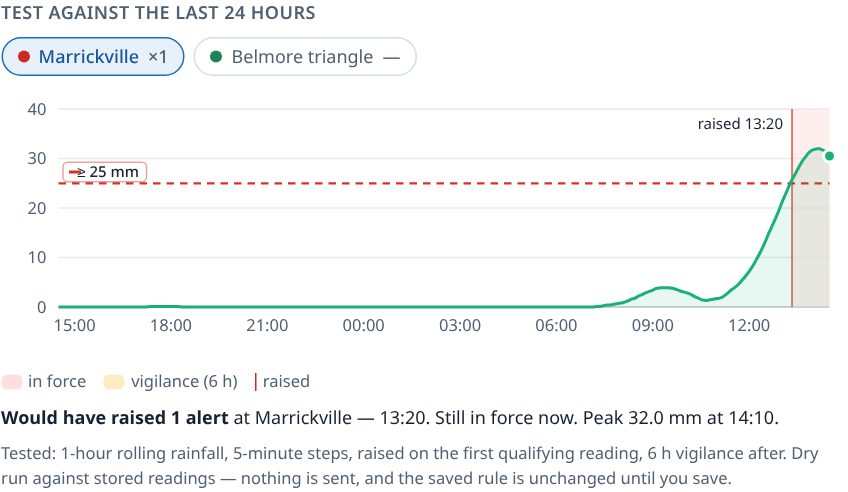 TEST AGAINST THE LAST 24 HOURS
Marrickville ×1
Belmore triangle —
40
raised 13:20
30
≥ 25 mm
20
10
0
15:00 18:00 21:00 00:00 03:00 06:00 09:00 12:00
in force vigilance (6 h) raised
Would have raised 1 alert at Marrickville — 13:20. Still in force now. Peak 32.0 mm at 14:10.
Tested: 1-hour rolling rainfall, 5-minute steps, raised on the first qualifying reading, 6 h vigilance after. Dry
run against stored readings — nothing is sent, and the saved rule is unchanged until you save.